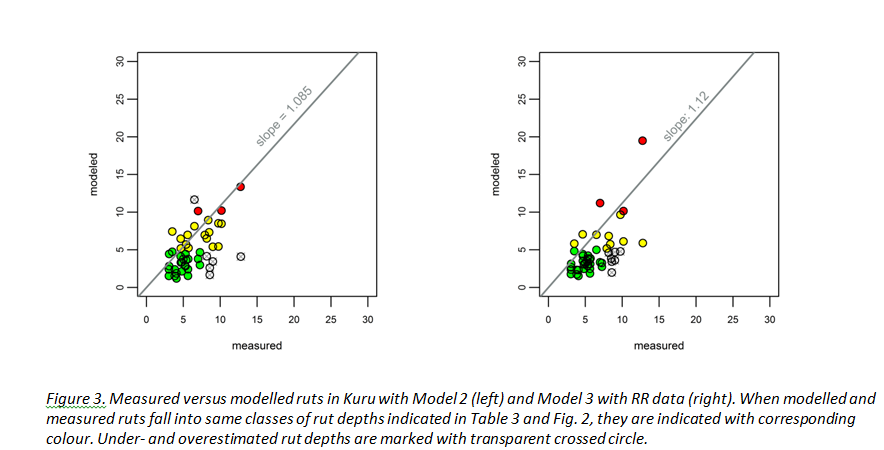 slope = 1.085
30
25
20
15
10
5
0
modeled
0 5 10 15 20 25 30
measured
slope: 1.12
30
25
20
15
10
5
0
modeled
0 5 10 15 20 25 30
measured
Figure 3. Measured versus modelled ruts in Kuru with Model 2 (left) and Model 3 with RR data (right). When modelled and
measured ruts fall into same classes of rut depths indicated in Table 3 and Fig. 2, they are indicated with corresponding
colour. Under- and overestimated rut depths are marked with transparent crossed circle.